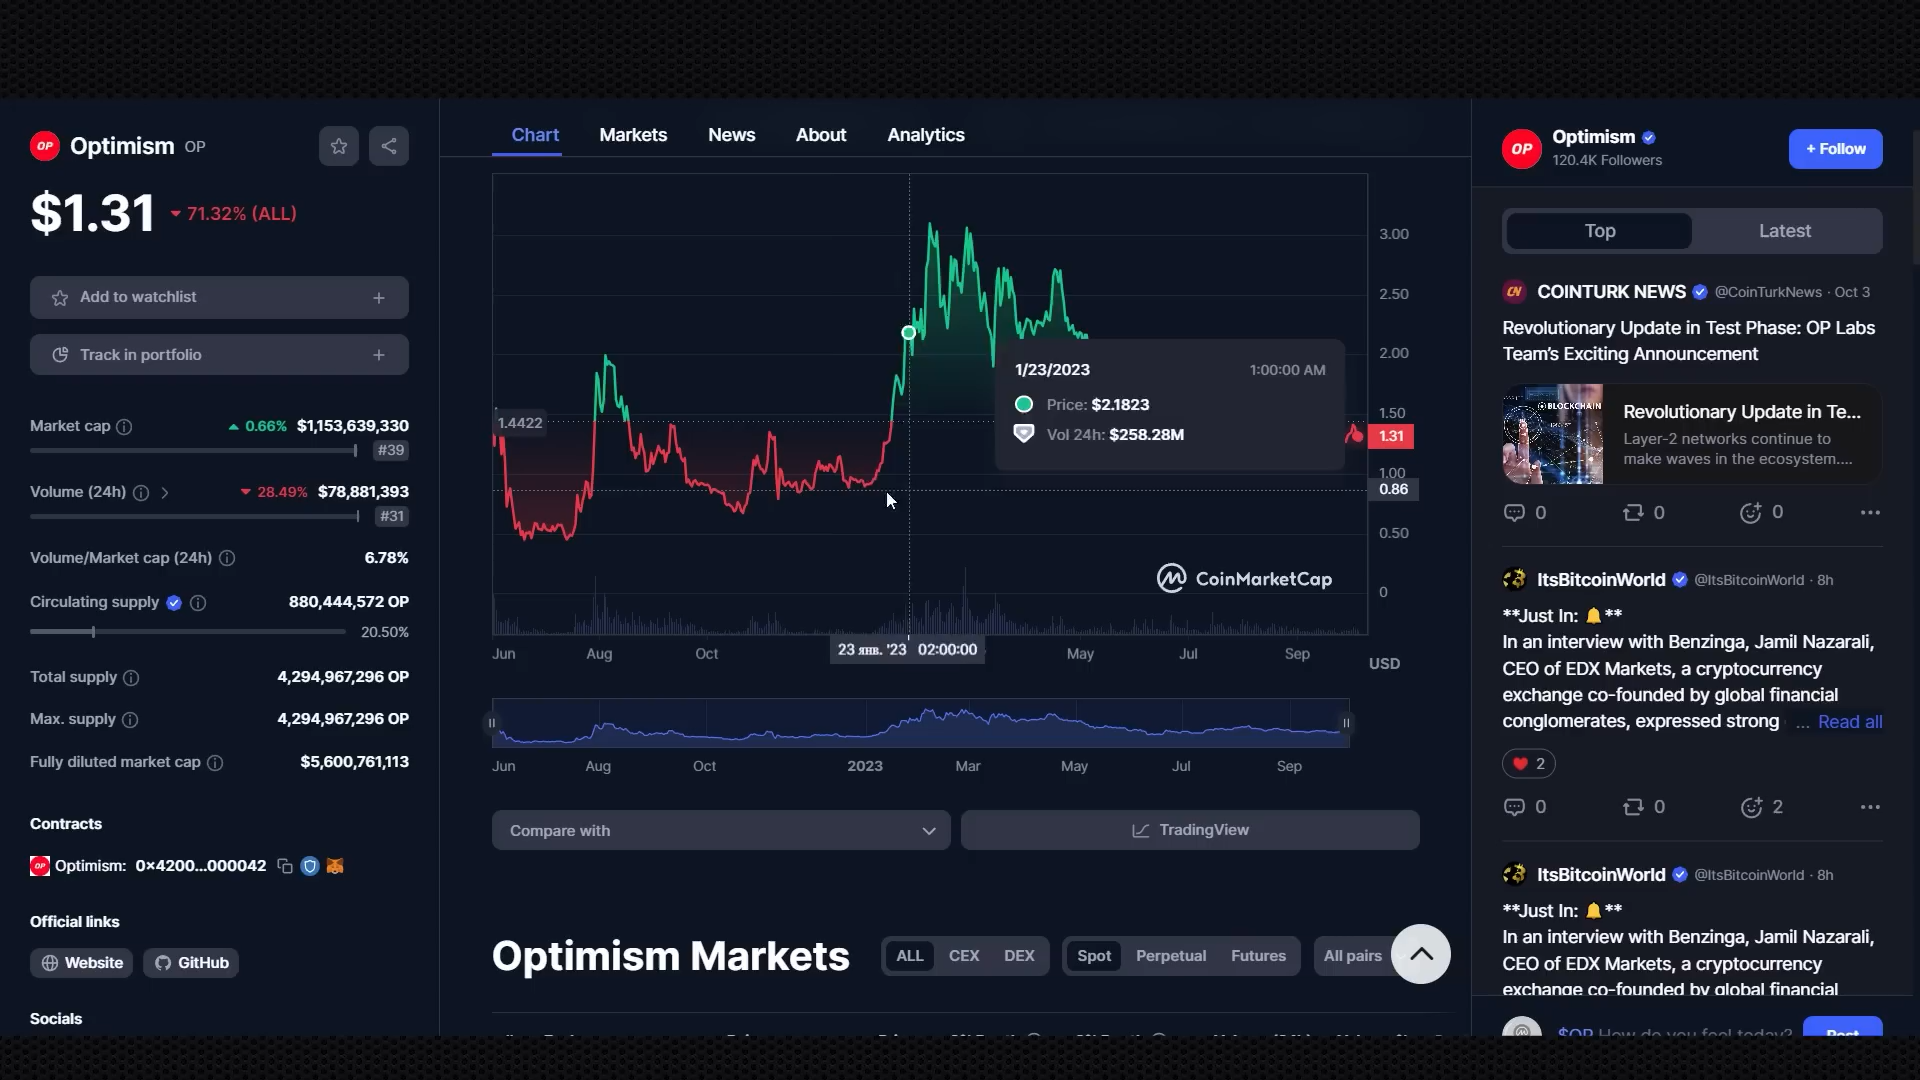 OP Optimism OP
$1.31 71.32% (ALL)
Add to watchlist +
Track in portfolio +
Market cap 0.66% $1,153,639,330
#39
Volume (24h) > 28.49% $78,881,393
#31
Volume/Market cap (24h) 6.78%
Circulating supply 880,444,572 OP
20.50%
Total supply 4,294,967,296 OP
Max. supply 4,294,967,296 OP
Fully diluted market cap $5,600,761,113
Contracts
OP Optimism: 0x4200...000042
Official links
Website GitHub
Socials
Chart Markets News About Analytics
3.00
2.50
2.00
1.50
1.4422
1.31
1.00
0.86
0.50
0
1/23/2023 1:00:00 AM
Price: $2.1823
Vol 24h: $258.28M
CoinMarketCap
23 янв. '23 02:00:00
Jun Aug Oct May Jul Sep
USD
Jun Aug Oct 2023 Mar May Jul Sep
Compare with TradingView
Optimism Markets ALL CEX DEX Spot Perpetual Futures All pairs
OP Optimism
120.4K Followers
+ Follow
Top Latest
CN COINTURK NEWS @CoinTurkNews · Oct 3
Revolutionary Update in Test Phase: OP Labs
Team's Exciting Announcement
BLOCKCHAIN
Revolutionary Update in Te...
Layer-2 networks continue to
make waves in the ecosystem....
0 0 0 ...
ItsBitcoinWorld @ItsBitcoinWorld · 8h
**Just In: 🔔**
In an interview with Benzinga, Jamil Nazarali,
CEO of EDX Markets, a cryptocurrency
exchange co-founded by global financial
conglomerates, expressed strong ... Read all
❤️ 2
0 0 2 ...
ItsBitcoinWorld @ItsBitcoinWorld · 8h
**Just In: 🔔**
In an interview with Benzinga, Jamil Nazarali,
CEO of EDX Markets, a cryptocurrency
exchange co-founded by global financial
$OP How do you feel today? Post